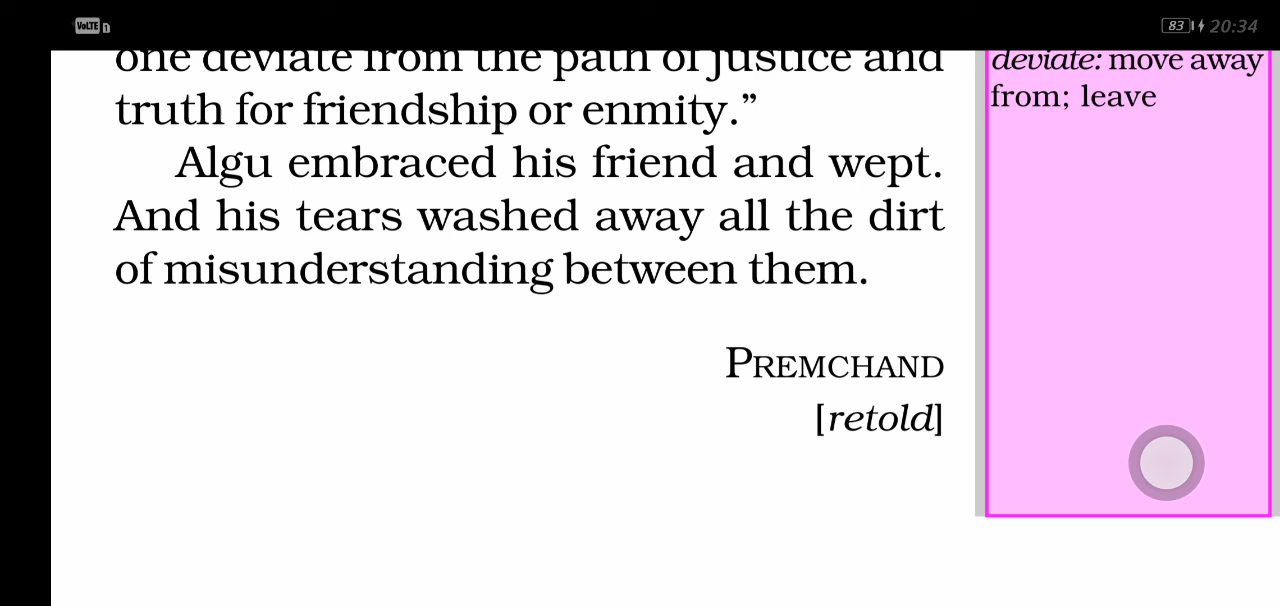 VoLTE 1
83 20:34
one deviate from the path of justice and
truth for friendship or enmity.”
Algu embraced his friend and wept.
And his tears washed away all the dirt
of misunderstanding between them.
PREMCHAND
[retold]
deviate: move away
from; leave